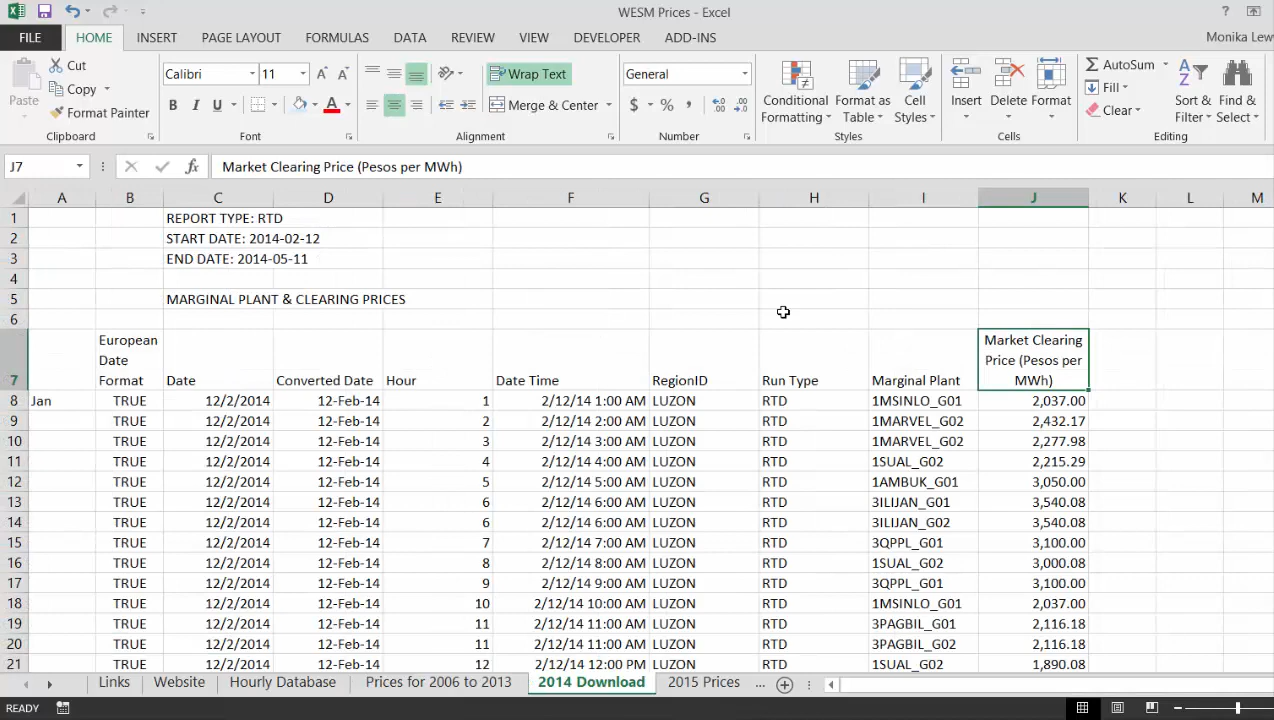 WESM Prices - Excel
?
FILE HOME INSERT PAGE LAYOUT FORMULAS DATA REVIEW VIEW DEVELOPER ADD-INS Monika Lew
Paste
Cut
Copy
Format Painter
Clipboard
Calibri 11
B I U
Font
Wrap Text
Merge & Center
Alignment
General
$ % ,
Number
Conditional Formatting
Format as Table
Cell Styles
Styles
Insert Delete Format
Cells
AutoSum
Fill
Clear
Sort & Filter
Find & Select
Editing
J7 fx Market Clearing Price (Pesos per MWh)
A B C D E F G H I J K L M
1 REPORT TYPE: RTD
2 START DATE: 2014-02-12
3 END DATE: 2014-05-11
4
5 MARGINAL PLANT & CLEARING PRICES
6
7 European Date Format Date Converted Date Hour Date Time RegionID Run Type Marginal Plant Market Clearing Price (Pesos per MWh)
8 Jan TRUE 12/2/2014 12-Feb-14 1 2/12/14 1:00 AM LUZON RTD 1MSINLO_G01 2,037.00
9 TRUE 12/2/2014 12-Feb-14 2 2/12/14 2:00 AM LUZON RTD 1MARVEL_G02 2,432.17
10 TRUE 12/2/2014 12-Feb-14 3 2/12/14 3:00 AM LUZON RTD 1MARVEL_G02 2,277.98
11 TRUE 12/2/2014 12-Feb-14 4 2/12/14 4:00 AM LUZON RTD 1SUAL_G02 2,215.29
12 TRUE 12/2/2014 12-Feb-14 5 2/12/14 5:00 AM LUZON RTD 1AMBUK_G01 3,050.00
13 TRUE 12/2/2014 12-Feb-14 6 2/12/14 6:00 AM LUZON RTD 3ILIJAN_G01 3,540.08
14 TRUE 12/2/2014 12-Feb-14 6 2/12/14 6:00 AM LUZON RTD 3ILIJAN_G02 3,540.08
15 TRUE 12/2/2014 12-Feb-14 7 2/12/14 7:00 AM LUZON RTD 3QPPL_G01 3,100.00
16 TRUE 12/2/2014 12-Feb-14 8 2/12/14 8:00 AM LUZON RTD 1SUAL_G02 3,000.08
17 TRUE 12/2/2014 12-Feb-14 9 2/12/14 9:00 AM LUZON RTD 3QPPL_G01 3,100.00
18 TRUE 12/2/2014 12-Feb-14 10 2/12/14 10:00 AM LUZON RTD 1MSINLO_G01 2,037.00
19 TRUE 12/2/2014 12-Feb-14 11 2/12/14 11:00 AM LUZON RTD 3PAGBIL_G01 2,116.18
20 TRUE 12/2/2014 12-Feb-14 11 2/12/14 11:00 AM LUZON RTD 3PAGBIL_G02 2,116.18
21 TRUE 12/2/2014 12-Feb-14 12 2/12/14 12:00 PM LUZON RTD 1SUAL_G02 1,890.08
Links Website Hourly Database Prices for 2006 to 2013 2014 Download 2015 Prices ...
READY